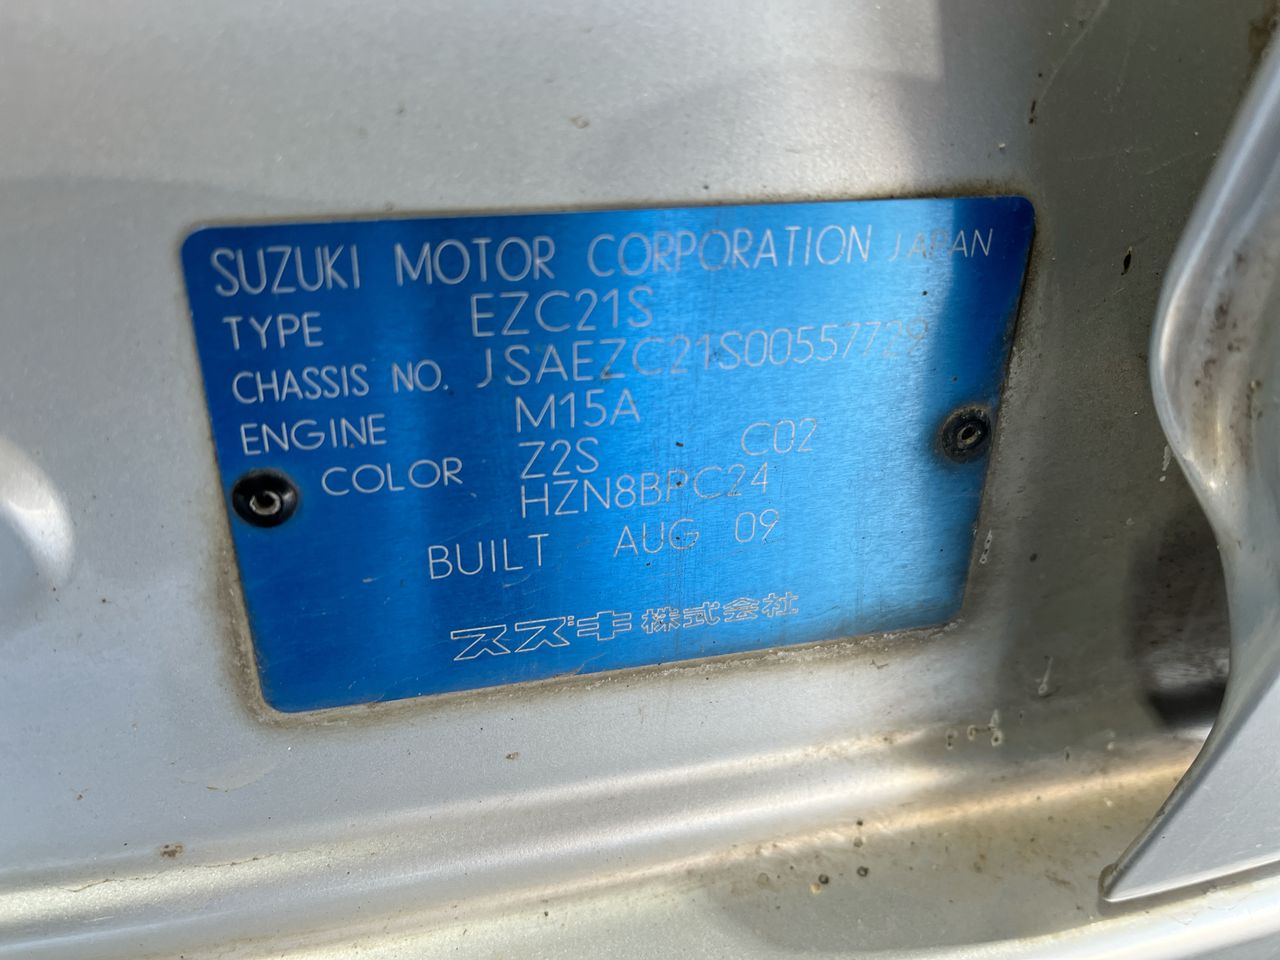 SUZUKI MOTOR CORPORATION JAPAN
TYPE EZC21S
CHASSIS NO. JSAEZC21S00557729
ENGINE M15A
COLOR Z2S C02
HZN8BPC24
BUILT AUG 09
スズキ株式会社